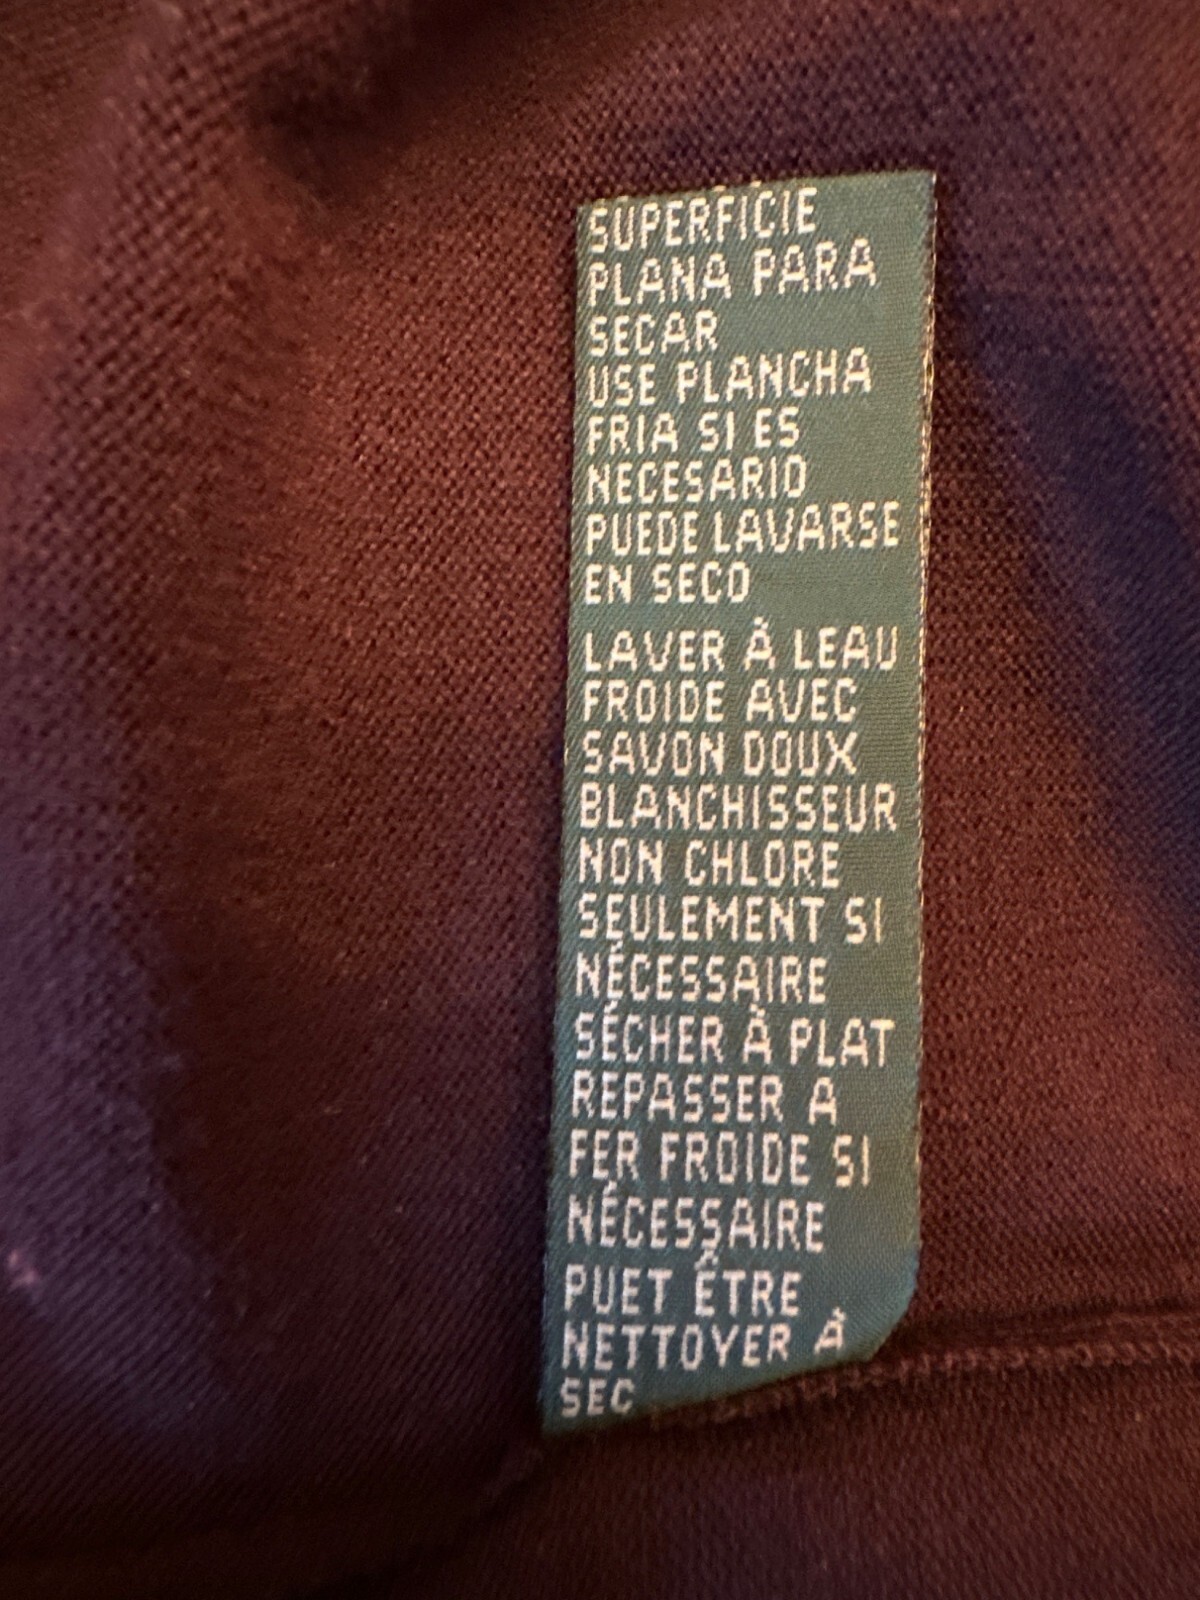 SUPERFICIE
PLANA PARA
SECAR
USE PLANCHA
FRIA SI ES
NECESARIO
PUEDE LAVARSE
EN SECO
LAVER À LEAU
FROIDE AVEC
SAVON DOUX
BLANCHISSEUR
NON CHLORE
SEULEMENT SI
NÉCESSAIRE
SÉCHER À PLAT
REPASSER A
FER FROIDE SI
NÉCESSAIRE
PUET ÊTRE
NETTOYER À
SEC